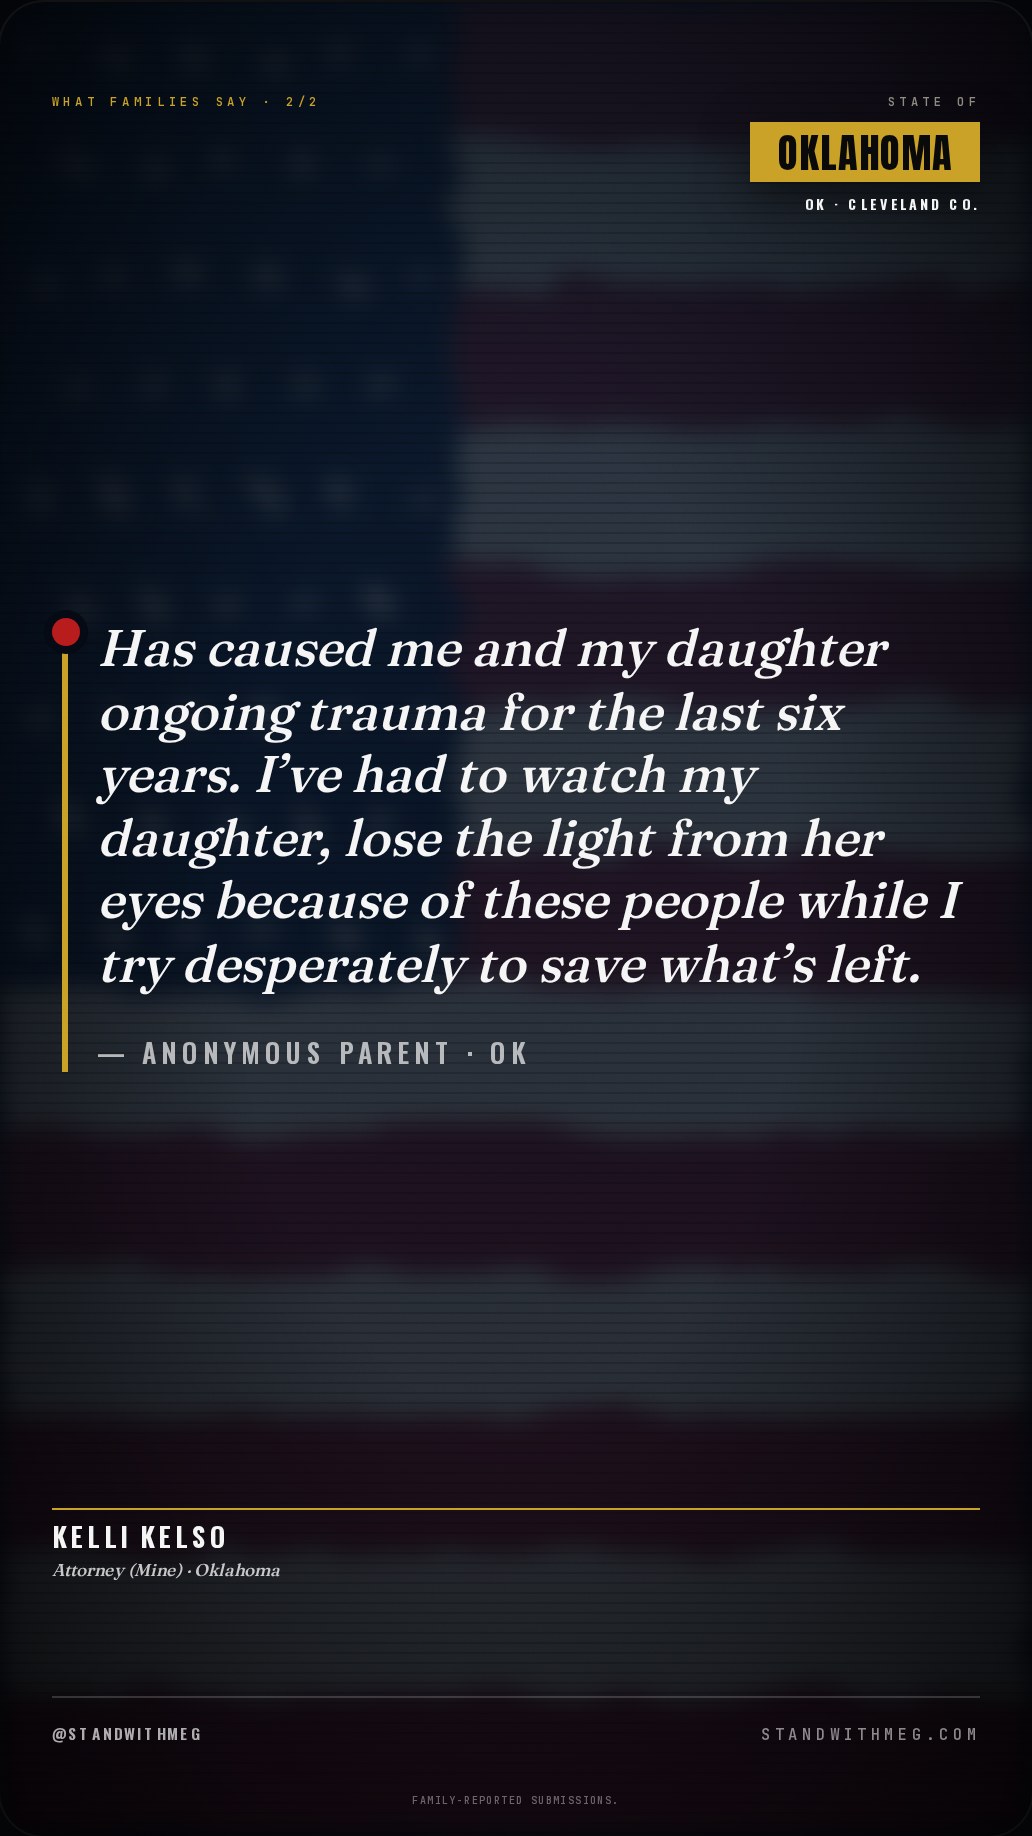 WHAT FAMILIES SAY · 2/2
STATE OF
OKLAHOMA
OK · CLEVELAND CO.
Has caused me and my daughter
ongoing trauma for the last six
years. I’ve had to watch my
daughter, lose the light from her
eyes because of these people while I
try desperately to save what’s left.
— ANONYMOUS PARENT · OK
KELLI KELSO
Attorney (Mine) · Oklahoma
@STANDWITHMEG
STANDWITHMEG.COM
FAMILY-REPORTED SUBMISSIONS.